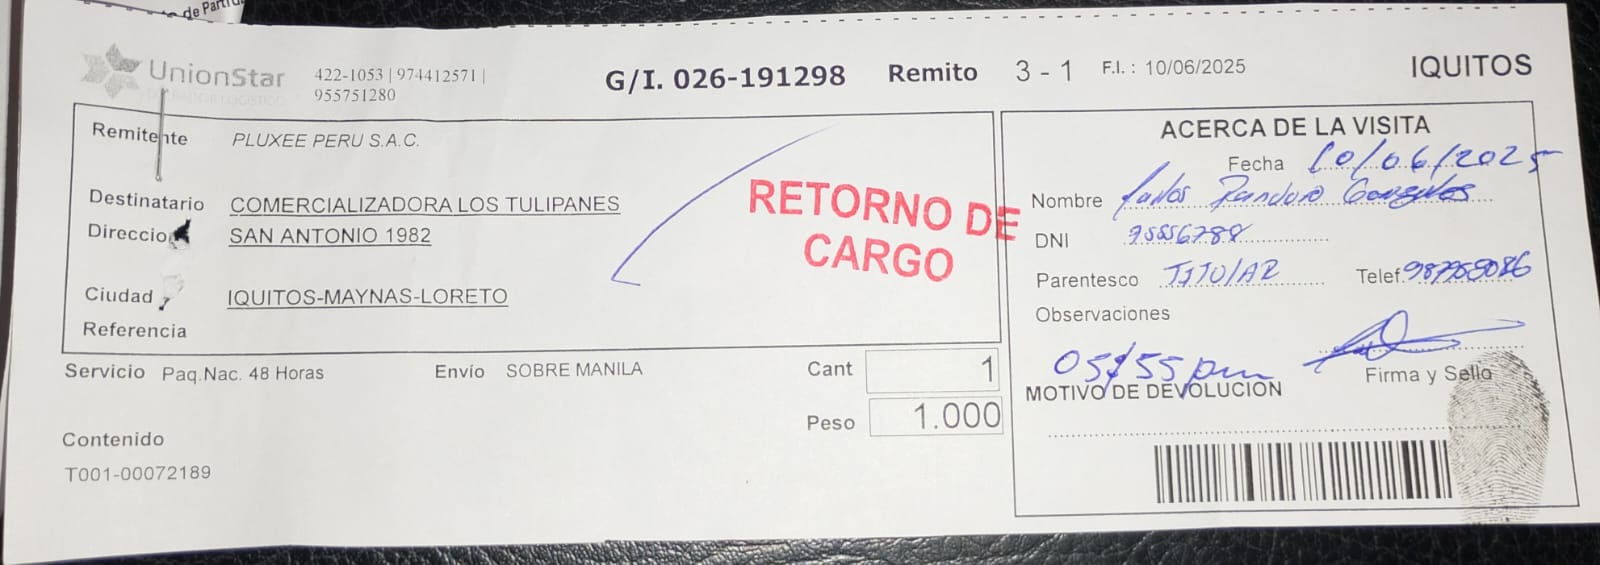 de Partid
UnionStar
422-1053 | 974412571 |
955751280
G/I. 026-191298 Remito 3 - 1 F.I. : 10/06/2025 IQUITOS
Remitente PLUXEE PERU S.A.C.
Destinatario COMERCIALIZADORA LOS TULIPANES
Direccion SAN ANTONIO 1982
Ciudad IQUITOS-MAYNAS-LORETO
Referencia
RETORNO DE
CARGO
Servicio Paq.Nac. 48 Horas Envío SOBRE MANILA Cant 1
Peso 1.000
Contenido
T001-00072189
ACERCA DE LA VISITA
Fecha 10/06/2025
Nombre
DNI
Parentesco TITULAR Telef.
Observaciones
05:55 pm
Firma y Sello
MOTIVO DE DEVOLUCION